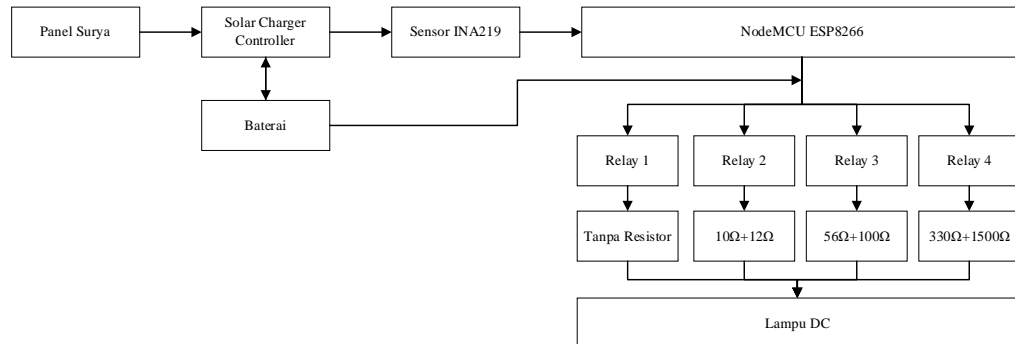 Panel Surya
Solar Charger
Controller
Sensor INA219
NodeMCU ESP8266
Baterai
Relay 1
Relay 2
Relay 3
Relay 4
Tanpa Resistor
10Ω+12Ω
56Ω+100Ω
330Ω+1500Ω
Lampu DC